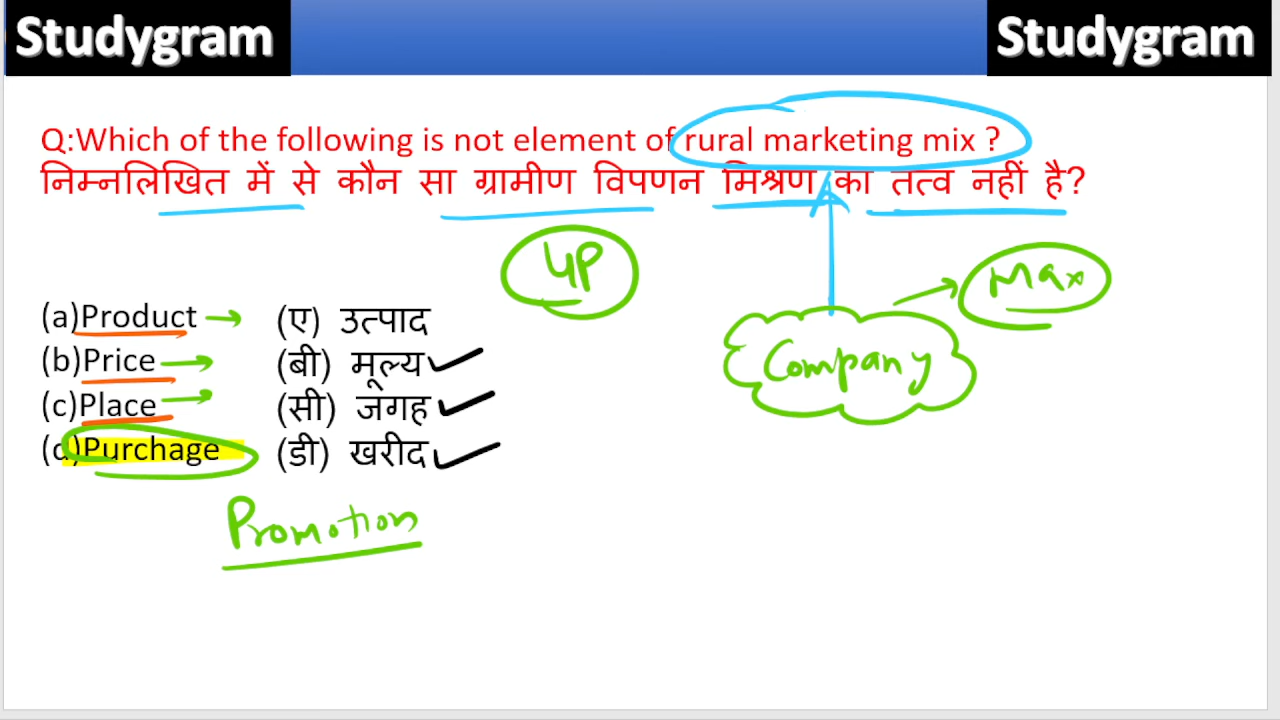 Studygram
Studygram
Q:Which of the following is not element of rural marketing mix ?
निम्नलिखित में से कौन सा ग्रामीण विपणन मिश्रण का तत्व नहीं है?
4P
Max
Company
(a)Product (ए) उत्पाद
(b)Price (बी) मूल्य
(c)Place (सी) जगह
(d)Purchage (डी) खरीद
Promotion